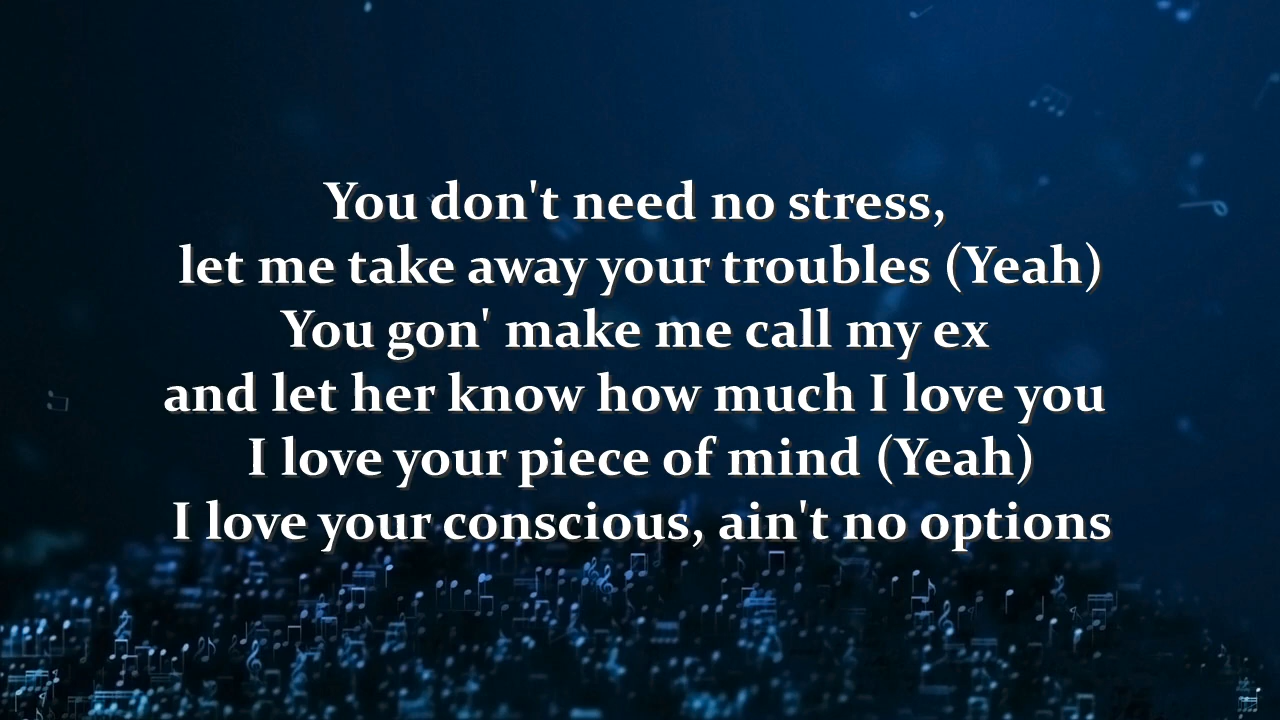 You don't need no stress,
let me take away your troubles (Yeah)
You gon' make me call my ex
and let her know how much I love you
I love your piece of mind (Yeah)
I love your conscious, ain't no options